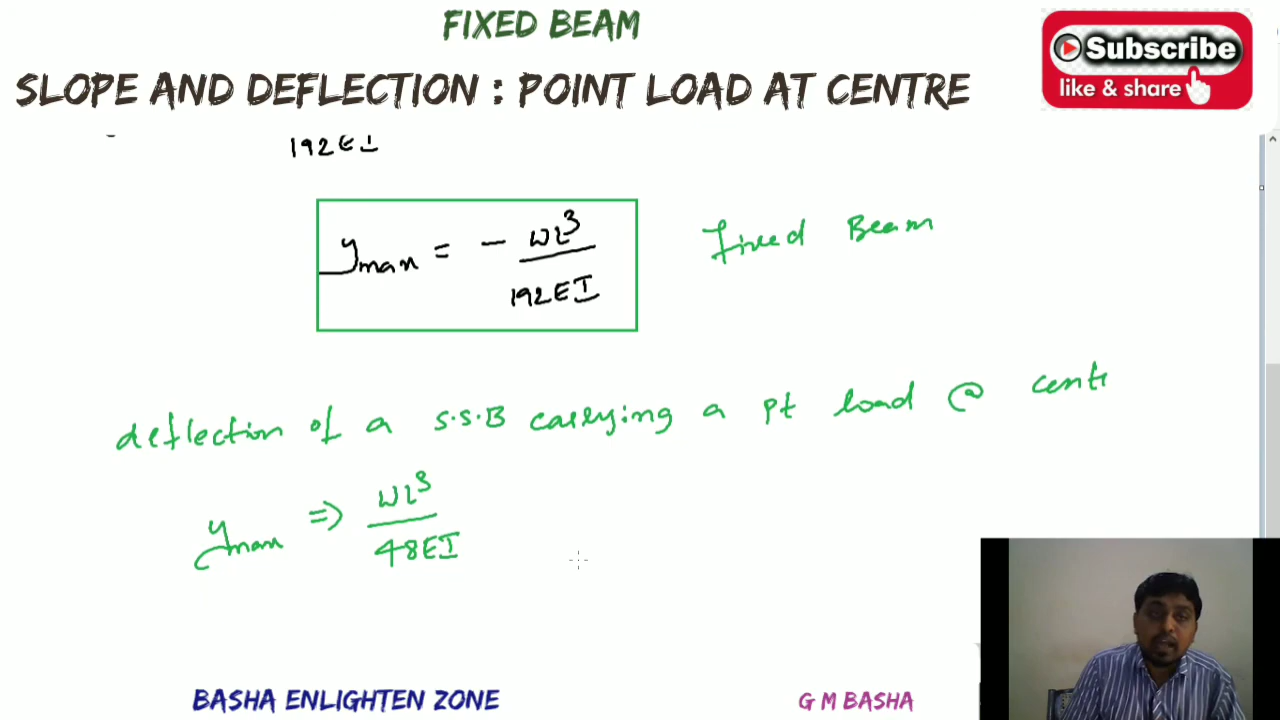 FIXED BEAM
SLOPE AND DEFLECTION : POINT LOAD AT CENTRE
Subscribe
like & share
192EI
ymax = - WL³/192EI
Fixed Beam
deflection of a S.S.B carrying a pt load @ centr
ymax => WL³/48EI
BASHA ENLIGHTEN ZONE
G M BASHA